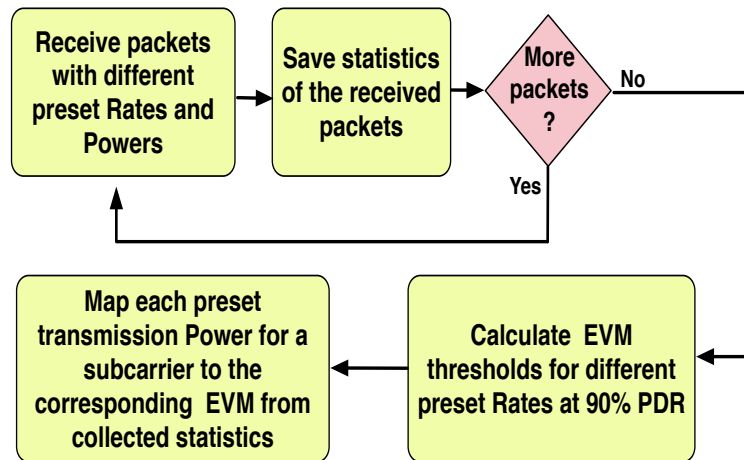 Receive packets
with different
preset Rates and
Powers
Save statistics
of the received
packets
More
packets
?
No
Yes
Map each preset
transmission Power for a
subcarrier to the
corresponding EVM from
collected statistics
Calculate EVM
thresholds for different
preset Rates at 90% PDR